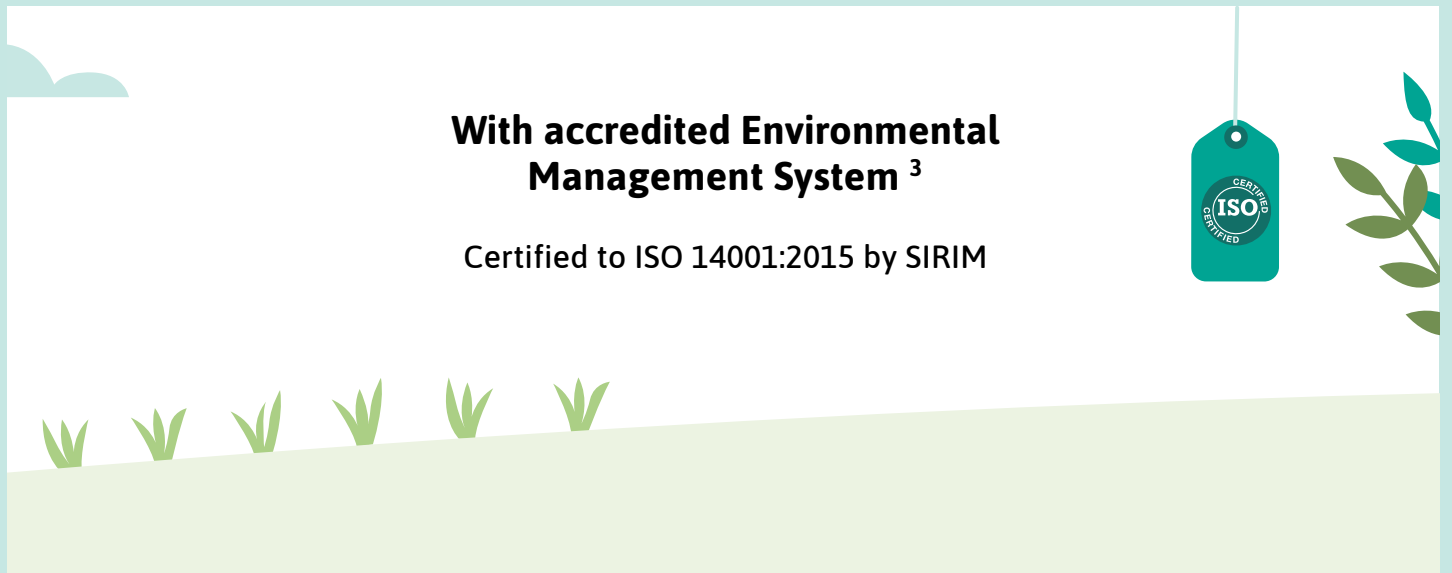 With accredited Environmental
Management System ³
Certified to ISO 14001:2015 by SIRIM
CERTIFIED
ISO
CERTIFIED